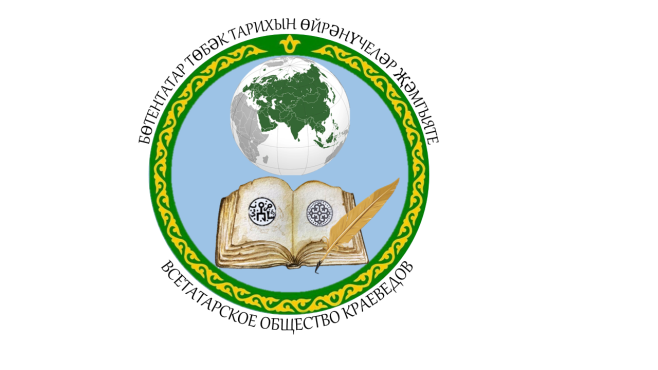 БӨТЕНТАТАР ТӨБӘК ТАРИХЫН ӨЙРӘНҮЧЕЛӘР ҖӘМГЫЯТЕ
ВСЕТАТАРСКОЕ ОБЩЕСТВО КРАЕВЕДОВ